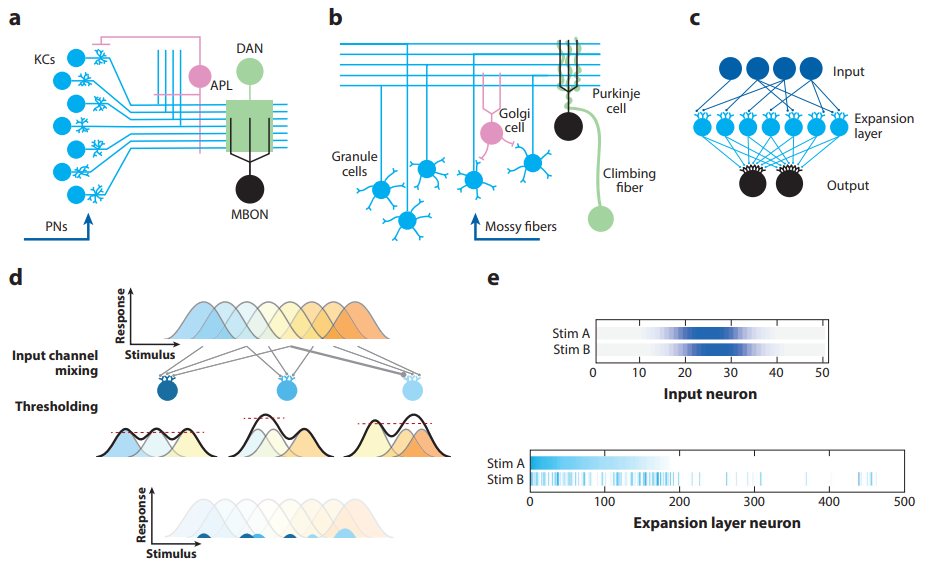 a
KCs
APL
DAN
MBON
PNs
b
Granule
cells
Golgi
cell
Purkinje
cell
Climbing
fiber
Mossy fibers
c
Input
Expansion
layer
Output
d
Response
Stimulus
Input channel
mixing
Thresholding
Response
Stimulus
e
Stim A
Stim B
0 10 20 30 40 50
Input neuron
Stim A
Stim B
0 100 200 300 400 500
Expansion layer neuron